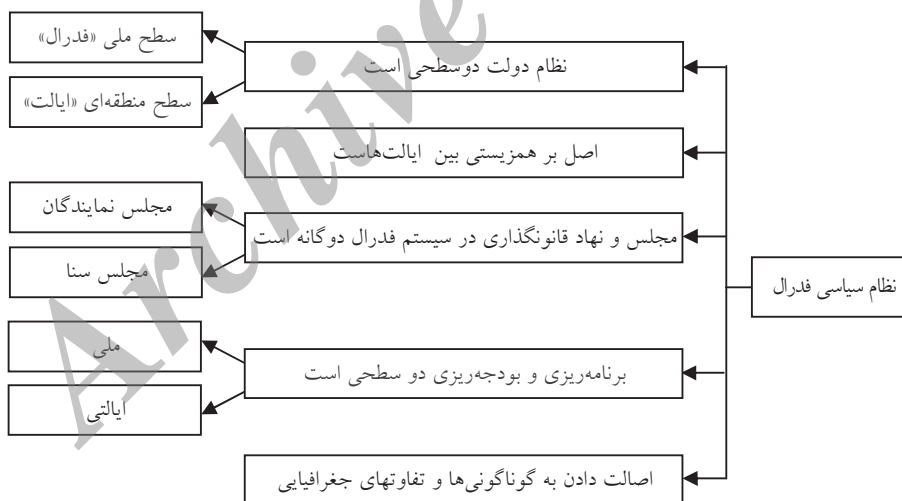 نظام سیاسی فدرال
نظام دولت دوسطحی است
سطح ملی «فدرال»
سطح منطقه‌ای «ایالت»
اصل بر همزیستی بین ایالت‌هاست
مجلس و نهاد قانونگذاری در سیستم فدرال دوگانه است
مجلس نمایندگان
مجلس سنا
برنامه‌ریزی و بودجه‌ریزی دو سطحی است
ملی
ایالتی
اصالت دادن به گوناگونی‌ها و تفاوتهای جغرافیایی
Archive